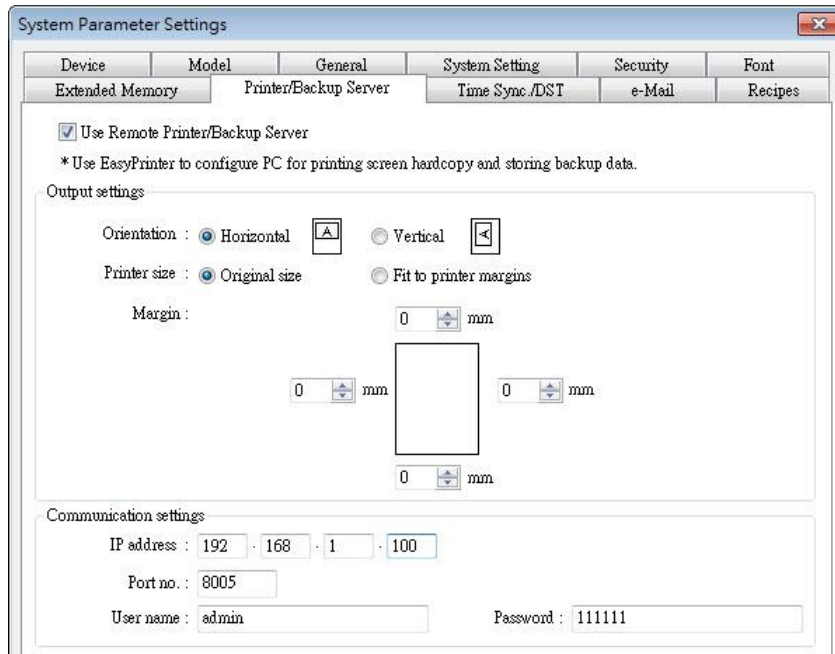 System Parameter Settings
Device Model General System Setting Security Font
Extended Memory Printer/Backup Server Time Sync./DST e-Mail Recipes
Use Remote Printer/Backup Server
* Use EasyPrinter to configure PC for printing screen hardcopy and storing backup data.
Output settings
Orientation : Horizontal A Vertical A
Printer size : Original size Fit to printer margins
Margin : 0 mm
0 mm 0 mm
0 mm
Communication settings
IP address : 192 . 168 . 1 . 100
Port no. : 8005
User name : admin Password : 111111